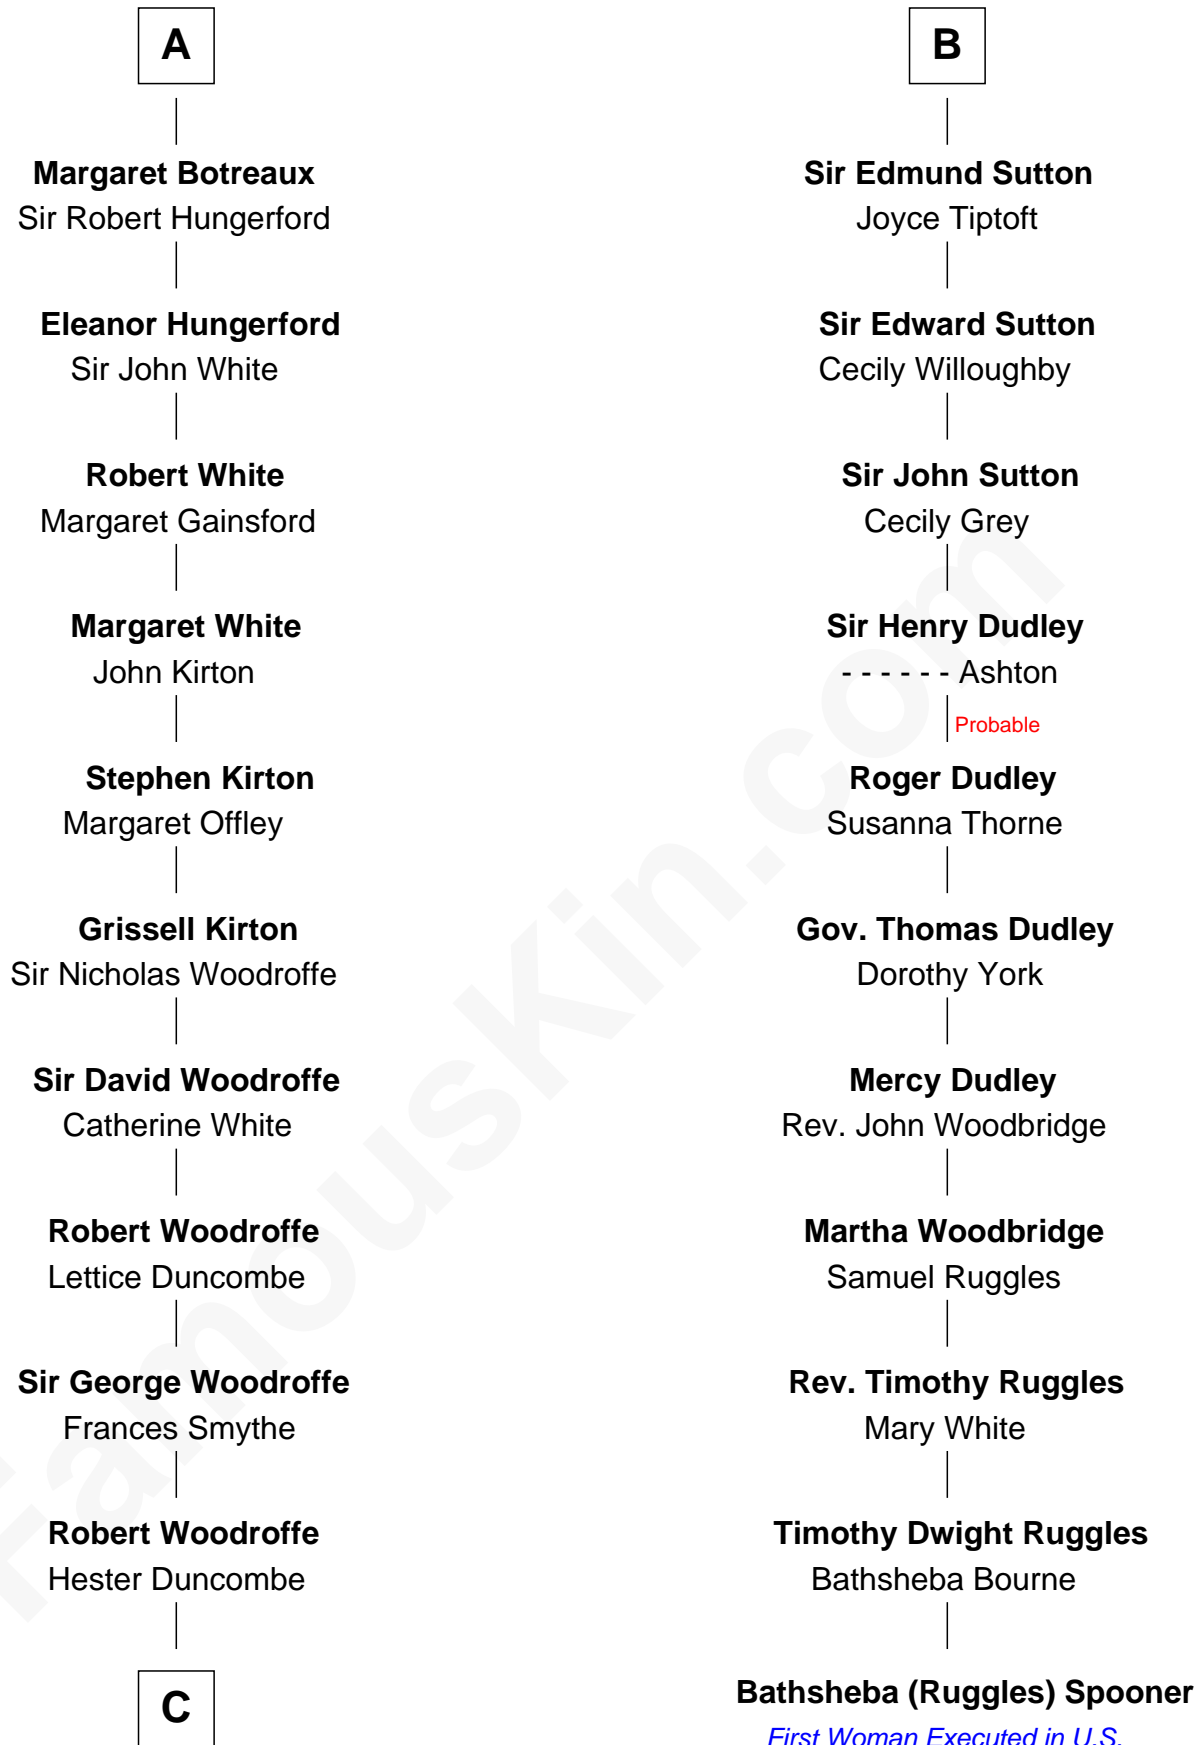 A
Margaret Botreaux
Sir Robert Hungerford
Eleanor Hungerford
Sir John White
Robert White
Margaret Gainsford
Margaret White
John Kirton
Stephen Kirton
Margaret Offley
Grissell Kirton
Sir Nicholas Woodroffe
Sir David Woodroffe
Catherine White
Robert Woodroffe
Lettice Duncombe
Sir George Woodroffe
Frances Smythe
Robert Woodroffe
Hester Duncombe
C
B
Sir Edmund Sutton
Joyce Tiptoft
Sir Edward Sutton
Cecily Willoughby
Sir John Sutton
Cecily Grey
Sir Henry Dudley
- - - - - - Ashton
Probable
Roger Dudley
Susanna Thorne
Gov. Thomas Dudley
Dorothy York
Mercy Dudley
Rev. John Woodbridge
Martha Woodbridge
Samuel Ruggles
Rev. Timothy Ruggles
Mary White
Timothy Dwight Ruggles
Bathsheba Bourne
Bathsheba (Ruggles) Spooner
First Woman Executed in U.S.
FamousKin.com